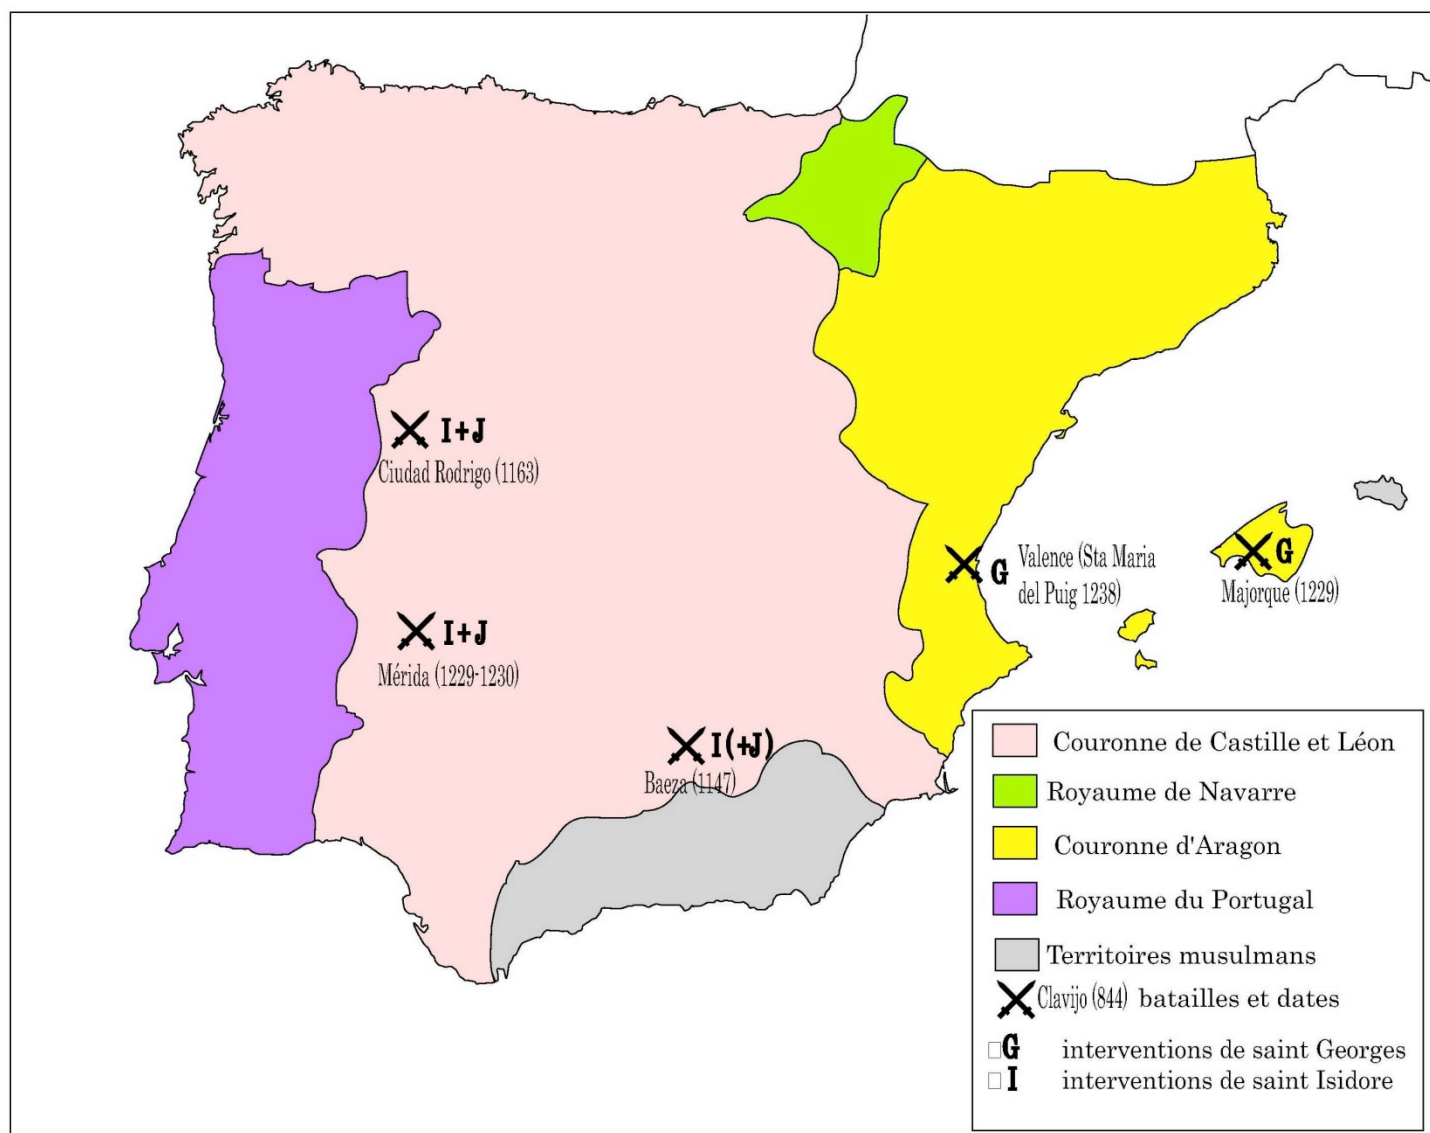 I+J
Ciudad Rodrigo (1163)
G
Valence (Sta Maria
del Puig 1238)
G
Majorque (1229)
I+J
Mérida (1229-1230)
I(+J)
Baeza (1147)
Couronne de Castille et Léon
Royaume de Navarre
Couronne d'Aragon
Royaume du Portugal
Territoires musulmans
Clavijo (844) batailles et dates
G interventions de saint Georges
I interventions de saint Isidore